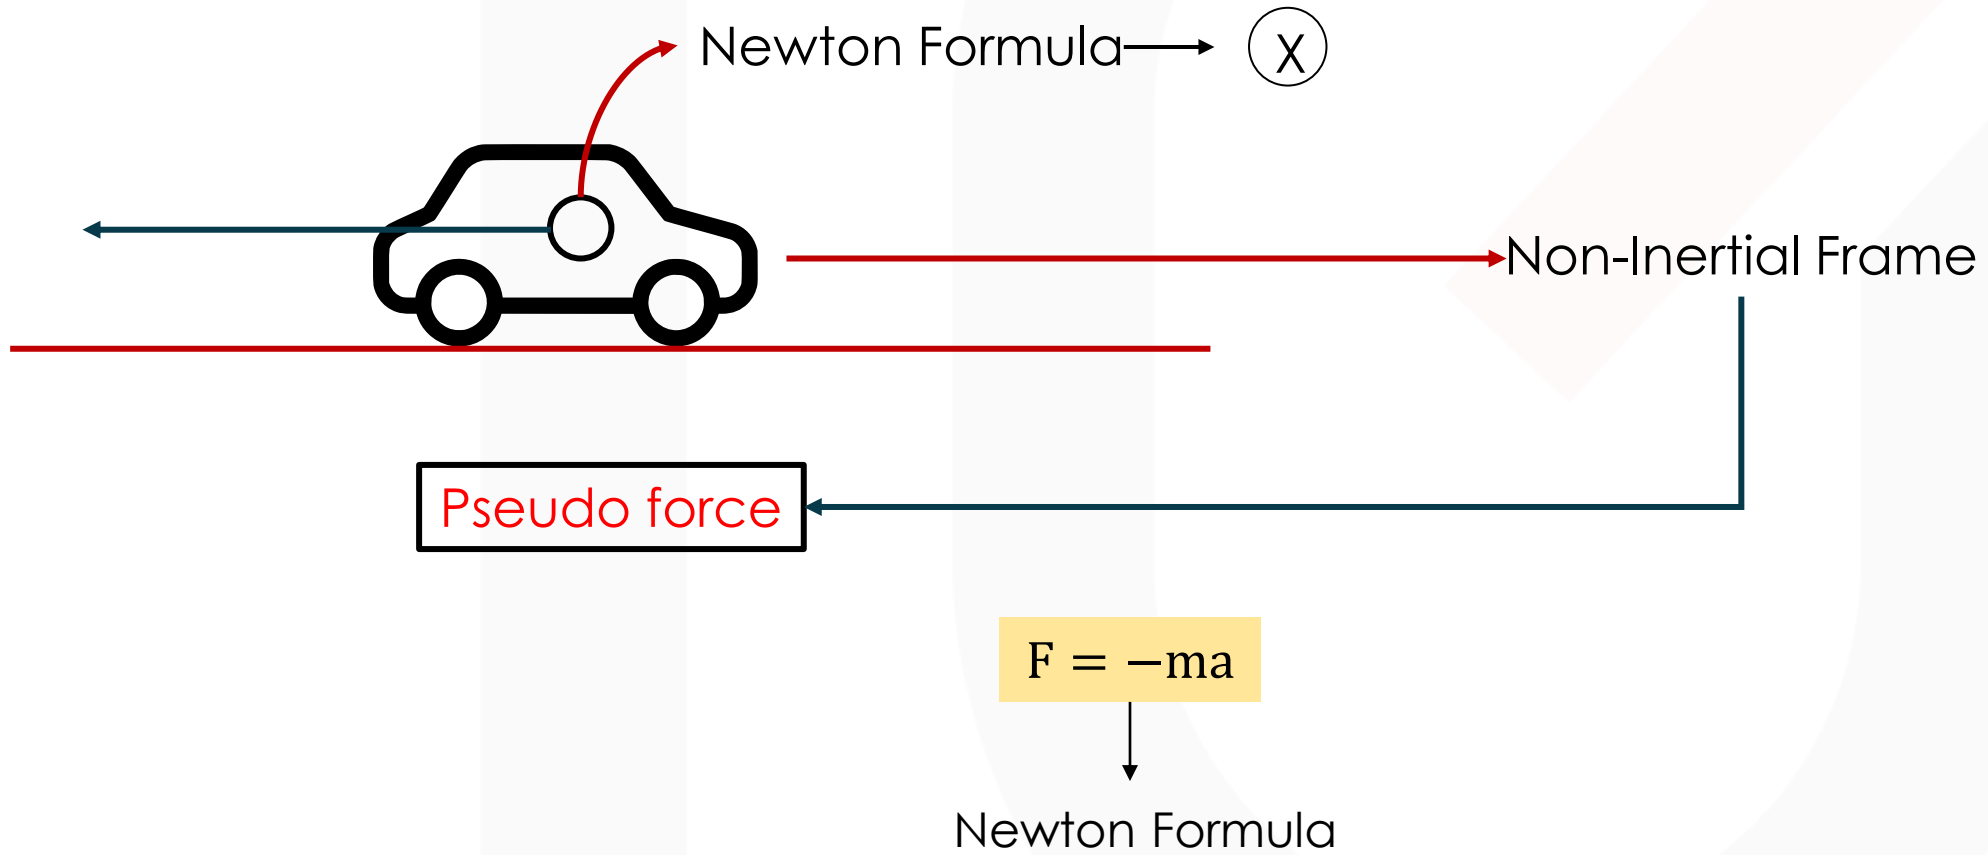 Newton Formula
X
Non-Inertial Frame
Pseudo force
F = −ma
Newton Formula